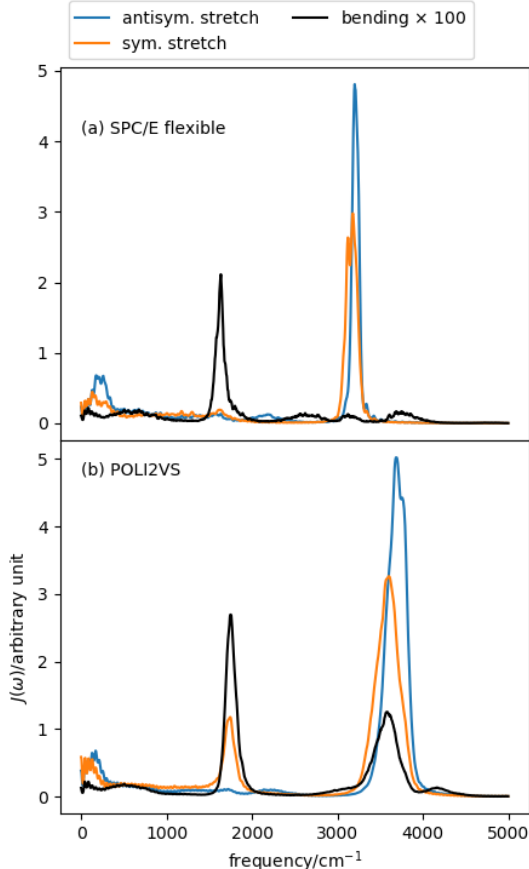 antisym. stretch
bending × 100
sym. stretch
5
(a) SPC/E flexible
4
3
2
1
0
5
(b) POLI2VS
4
3
2
1
0
J(ω)/arbitrary unit
0 1000 2000 3000 4000 5000
frequency/cm⁻¹